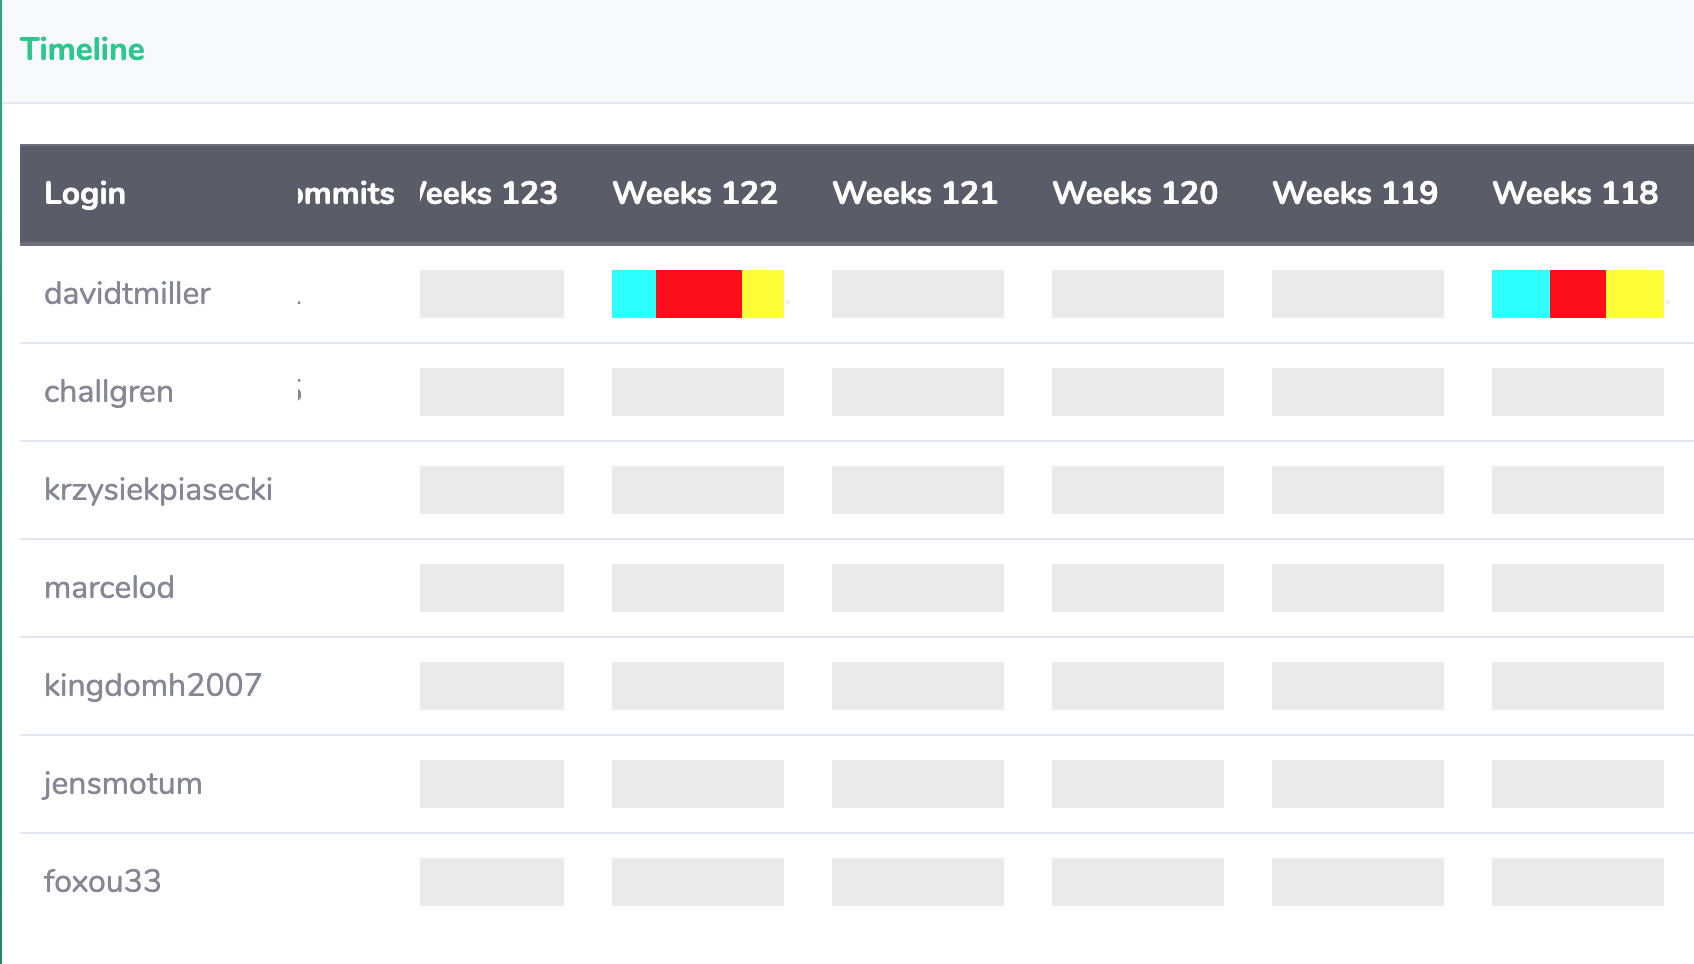 Timeline
Login ommits eeks 123 Weeks 122 Weeks 121 Weeks 120 Weeks 119 Weeks 118
davidtmiller
challgren
krzysiekpiasecki
marcelod
kingdomh2007
jensmotum
foxou33